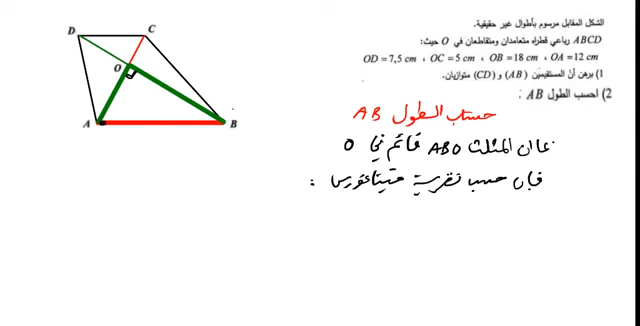 الشكل المقابل مرسوم بأطوال غير حقيقية.
ABCD رباعي قطراه متعامدان ومتقاطعان في O حيث:
OD = 7,5 cm ، OC = 5 cm ، OB = 18 cm ، OA = 12 cm
1) برهن أنّ المستقيمين (AB) و (CD) متوازيان.
2) احسب الطول AB :
حساب الطول AB
بما ان المثلث ABO قائم في O
فإن حسب نظرية فيتاغورس :
D
C
O
A
B